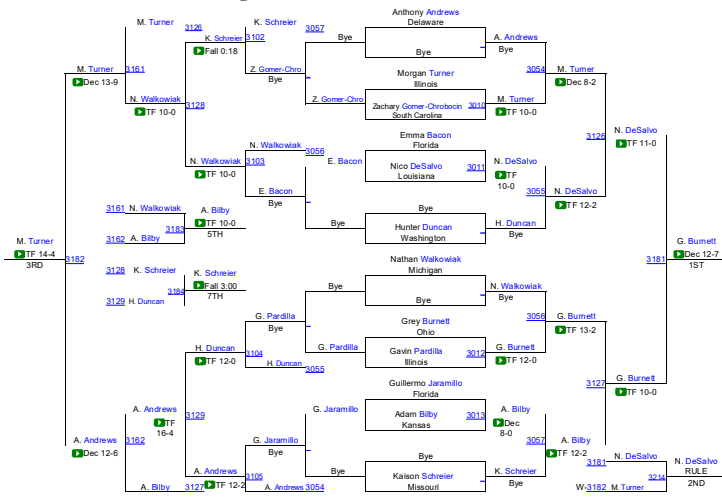 Anthony Andrews
Delaware
Bye
Bye
A. Andrews
Bye
Morgan Turner
Illinois
Zachary Gomer-Chrobocin
South Carolina
3010
M. Turner
TF 10-0
3054
M. Turner
Dec 8-2
Emma Bacon
Florida
Nico DeSalvo
Louisiana
3011
N. DeSalvo
TF
10-0
Bye
Hunter Duncan
Washington
Bye
H. Duncan
Bye
3055
N. DeSalvo
TF 12-2
3126
N. DeSalvo
TF 11-0
Nathan Walkowiak
Michigan
Bye
Bye
N. Walkowiak
Bye
Grey Burnett
Ohio
Gavin Pardilla
Illinois
3012
G. Burnett
TF 12-0
3056
G. Burnett
TF 13-2
Guillermo Jaramillo
Florida
Adam Bilby
Kansas
3013
A. Bilby
Dec
8-0
Bye
Kaison Schreier
Missouri
Bye
K. Schreier
Bye
3057
A. Bilby
TF 12-2
3127
G. Burnett
TF 10-0
3181
G. Burnett
Dec 12-7
1ST
3181
N. DeSalvo
W-3182 M. Turner
3214
N. DeSalvo
RULE
2ND
K. Schreier
3057
Z. Gomer-Chro
Bye
Z. Gomer-Chro
3102
K. Schreier
Fall 0:18
M. Turner
3126
N. Walkowiak
3056
E. Bacon
E. Bacon
Bye
3103
N. Walkowiak
TF 10-0
3128
N. Walkowiak
TF 10-0
3161
M. Turner
Dec 13-9
3161 N. Walkowiak
3162 A. Bilby
3183
A. Bilby
TF 10-0
5TH
3128 K. Schreier
3129 H. Duncan
3184
K. Schreier
Fall 3:00
7TH
M. Turner
TF 14-4
3RD
3182
G. Pardilla
Bye
G. Pardilla
H. Duncan
3055
3104
H. Duncan
TF 12-0
G. Jaramillo
G. Jaramillo
Bye
A. Andrews 3054
3105
A. Andrews
TF 12-2
3129
A. Andrews
TF
16-4
A. Bilby 3127
3162
A. Andrews
Dec 12-6